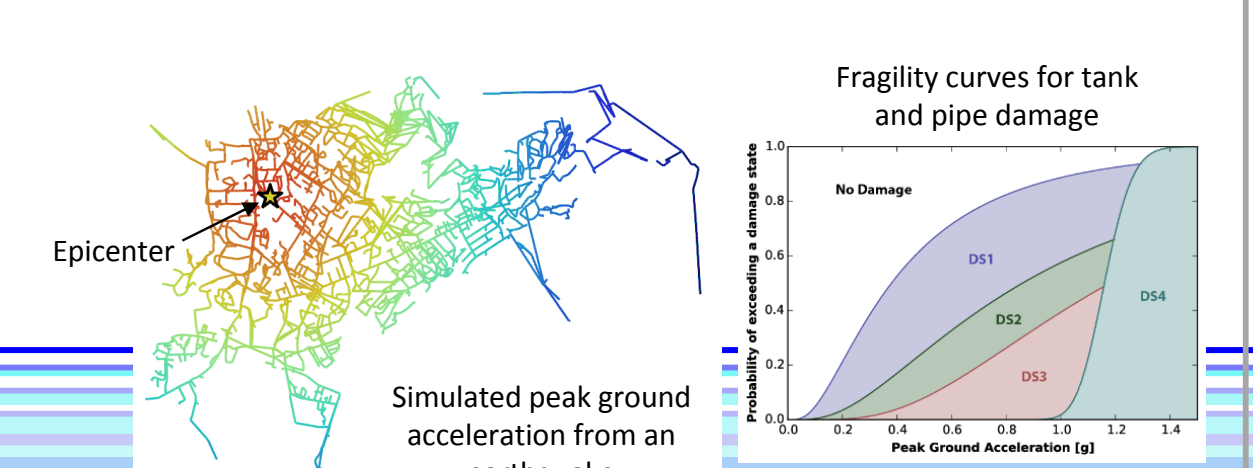 Fragility curves for tank
and pipe damage
Epicenter
Simulated peak ground
acceleration from an
earthquake
Probability of exceeding a damage state
1.0
0.8
0.6
0.4
0.2
0.0
No Damage
DS1
DS2
DS3
DS4
0.0 0.2 0.4 0.6 0.8 1.0 1.2 1.4
Peak Ground Acceleration [g]